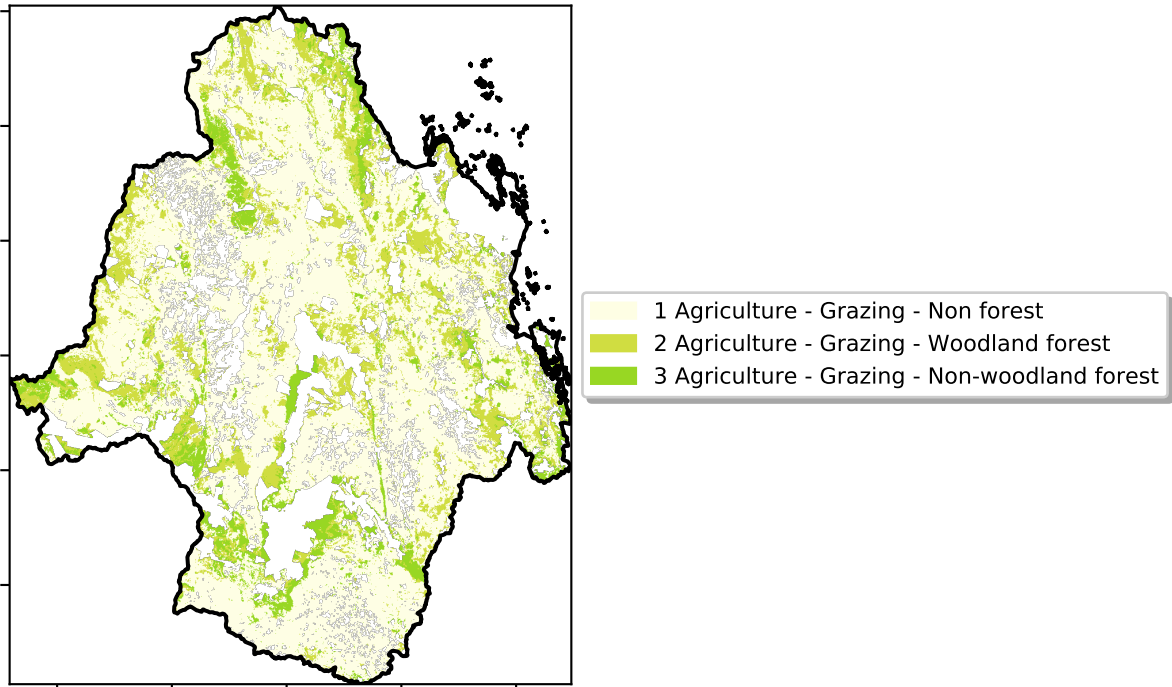 1 Agriculture - Grazing - Non forest
2 Agriculture - Grazing - Woodland forest
3 Agriculture - Grazing - Non-woodland forest